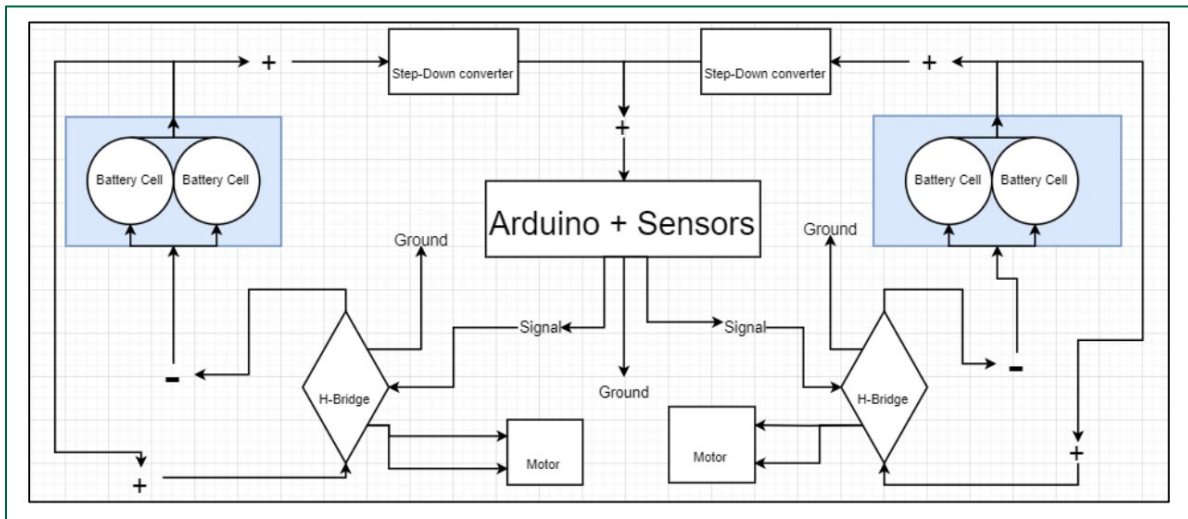 +
Step-Down converter
Step-Down converter
+
+
Battery Cell
Battery Cell
Battery Cell
Battery Cell
Arduino + Sensors
Ground
Ground
Signal
Signal
-
H-Bridge
Ground
H-Bridge
-
+
Motor
Motor
+